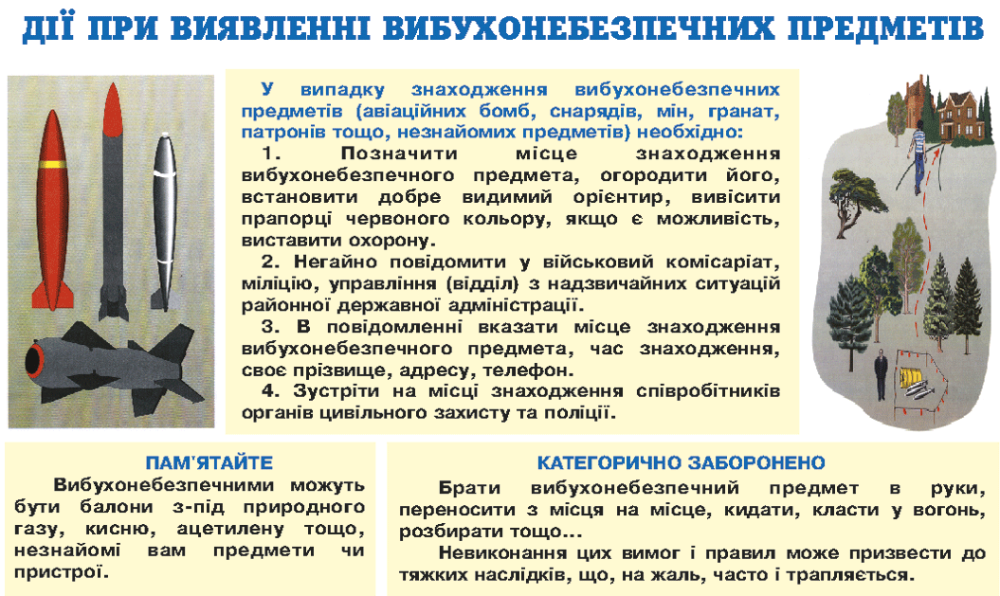 ДІЇ ПРИ ВИЯВЛЕННІ ВИБУХОНЕБЕЗПЕЧНИХ ПРЕДМЕТІВ
У випадку знаходження вибухонебезпечних
предметів (авіаційних бомб, снарядів, мін, гранат,
патронів тощо, незнайомих предметів) необхідно:
1. Позначити місце знаходження
вибухонебезпечного предмета, огородити його,
встановити добре видимий орієнтир, вивісити
прапорці червоного кольору, якщо є можливість,
виставити охорону.
2. Негайно повідомити у військовий комісаріат,
міліцію, управління (відділ) з надзвичайних ситуацій
районної державної адміністрації.
3. В повідомленні вказати місце знаходження
вибухонебезпечного предмета, час знаходження,
своє прізвище, адресу, телефон.
4. Зустріти на місці знаходження співробітників
органів цивільного захисту та поліції.
ПАМ'ЯТАЙТЕ
Вибухонебезпечними можуть
бути балони з-під природного
газу, кисню, ацетилену тощо,
незнайомі вам предмети чи
пристрої.
КАТЕГОРИЧНО ЗАБОРОНЕНО
Брати вибухонебезпечний предмет в руки,
переносити з місця на місце, кидати, класти у вогонь,
розбирати тощо...
Невиконання цих вимог і правил може призвести до
тяжких наслідків, що, на жаль, часто і трапляється.